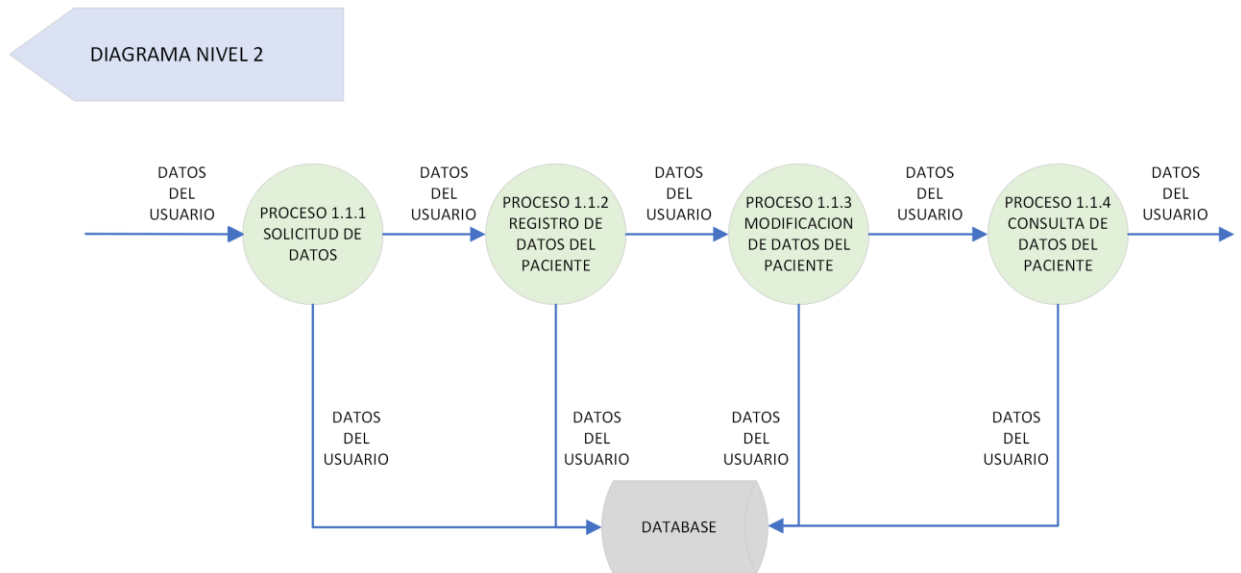 DIAGRAMA NIVEL 2
DATOS
DEL
USUARIO
PROCESO 1.1.1
SOLICITUD DE
DATOS
DATOS
DEL
USUARIO
PROCESO 1.1.2
REGISTRO DE
DATOS DEL
PACIENTE
DATOS
DEL
USUARIO
PROCESO 1.1.3
MODIFICACION
DE DATOS DEL
PACIENTE
DATOS
DEL
USUARIO
PROCESO 1.1.4
CONSULTA DE
DATOS DEL
PACIENTE
DATOS
DEL
USUARIO
DATOS
DEL
USUARIO
DATOS
DEL
USUARIO
DATOS
DEL
USUARIO
DATOS
DEL
USUARIO
DATABASE